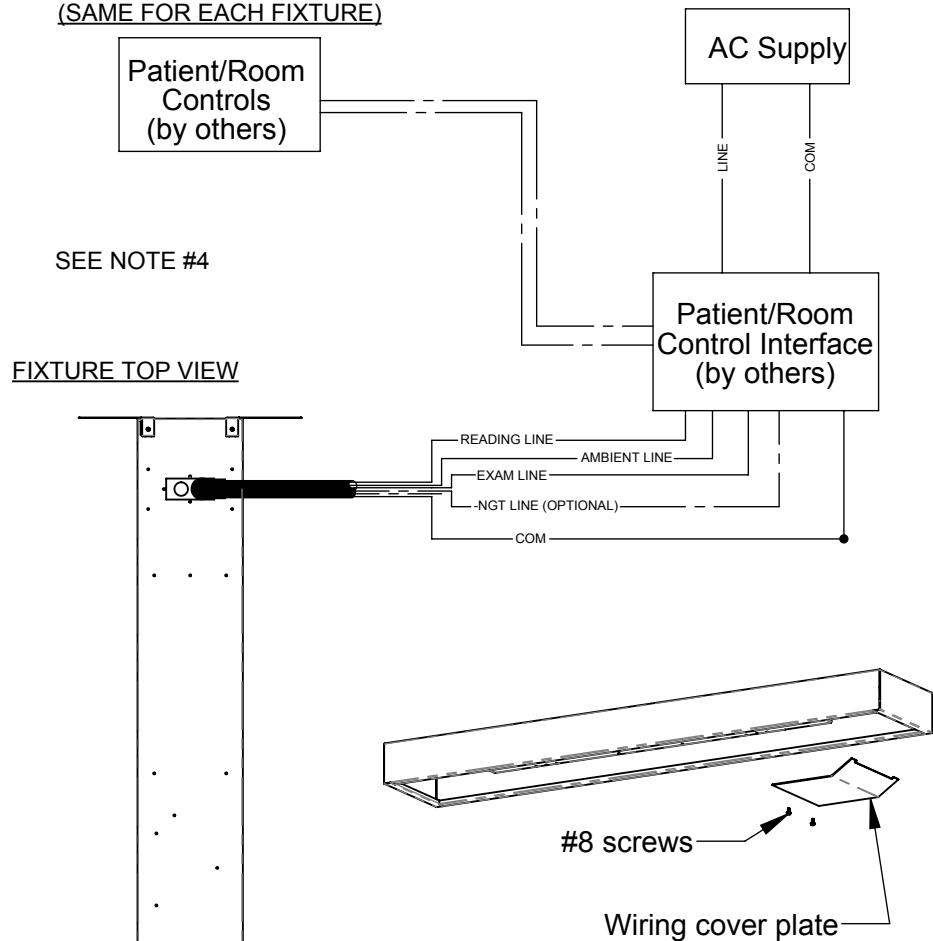 (SAME FOR EACH FIXTURE)
Patient/Room
Controls
(by others)
AC Supply
LINE
COM
SEE NOTE #4
Patient/Room
Control Interface
(by others)
FIXTURE TOP VIEW
READING LINE
AMBIENT LINE
EXAM LINE
-NGT LINE (OPTIONAL)
COM
#8 screws
Wiring cover plate